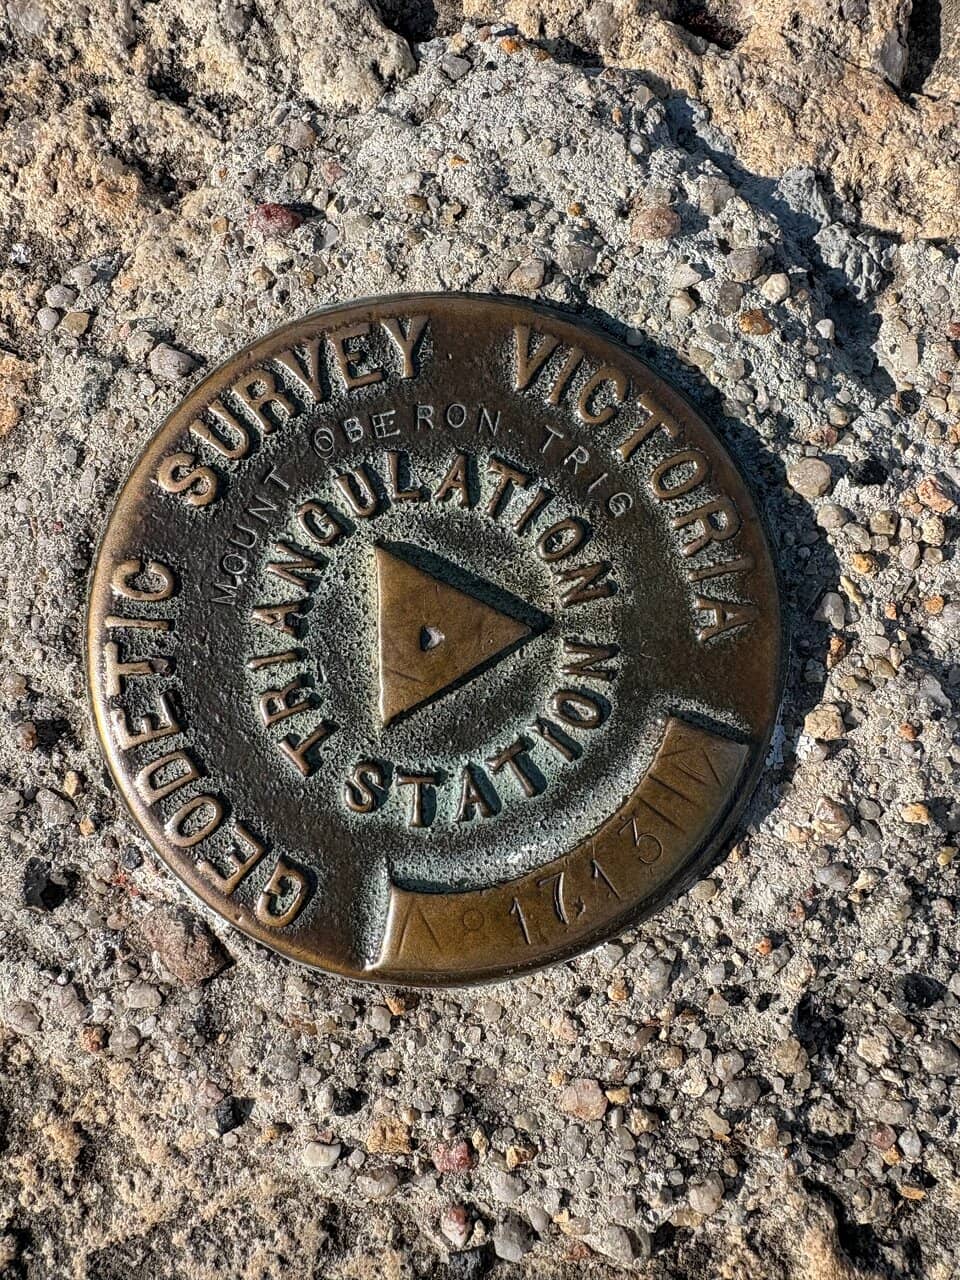 GEODETIC SURVEY VICTORIA
MOUNT OBERON TRIG
TRIANGULATION STATION
1713